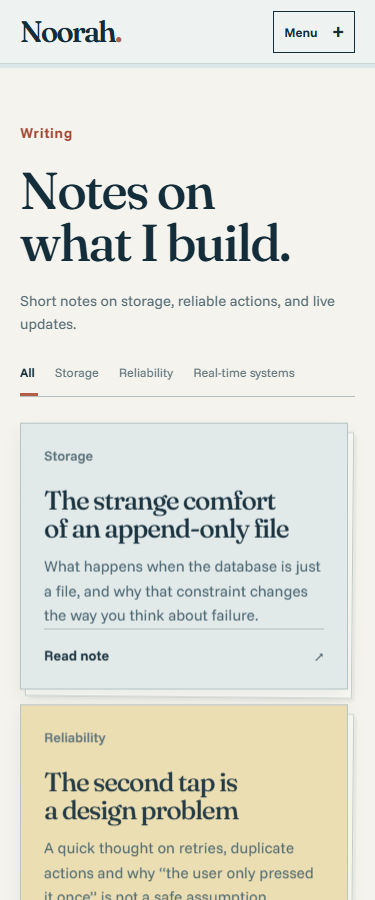 Noorah.
Menu +
Writing
Notes on
what I build.
Short notes on storage, reliable actions, and live
updates.
All Storage Reliability Real-time systems
Storage
The strange comfort
of an append-only file
What happens when the database is just
a file, and why that constraint changes
the way you think about failure.
Read note ↗
Reliability
The second tap is
a design problem
A quick thought on retries, duplicate
actions and why “the user only pressed
it once” is not a safe assumption